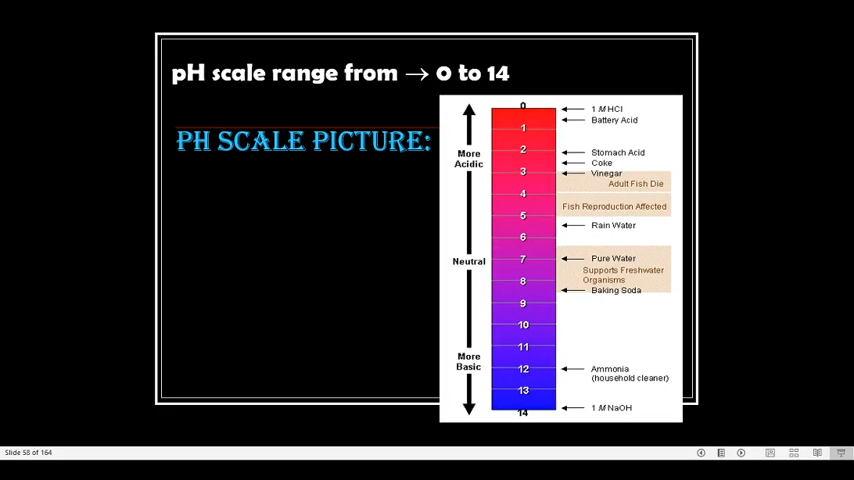 pH scale range from → 0 to 14
PH SCALE PICTURE:
More
Acidic
Neutral
More
Basic
0
1
2
3
4
5
6
7
8
9
10
11
12
13
14
1 M HCl
Battery Acid
Stomach Acid
Coke
Vinegar
Adult Fish Die
Fish Reproduction Affected
Rain Water
Pure Water
Supports Freshwater
Organisms
Baking Soda
Ammonia
(household cleaner)
1 M NaOH
Slide 58 of 164